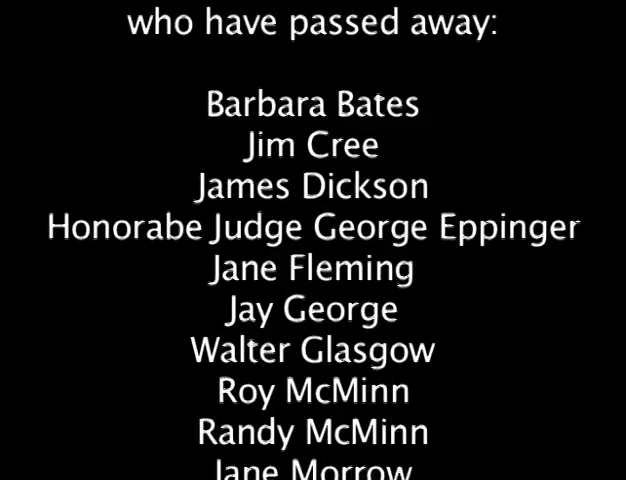 who have passed away:
Barbara Bates
Jim Cree
James Dickson
Honorabe Judge George Eppinger
Jane Fleming
Jay George
Walter Glasgow
Roy McMinn
Randy McMinn
Jane Morrow